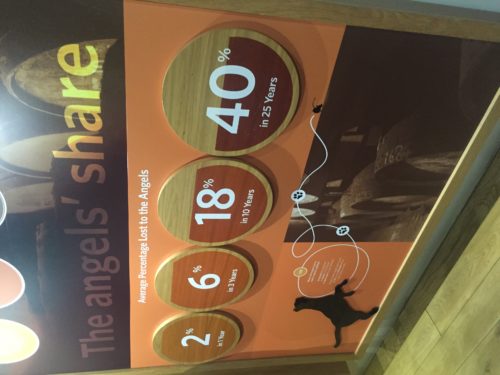 The angels' share
Average Percentage Lost to the Angels
2%
in 1 Year
6%
in 3 Years
18%
in 10 Years
40%
in 25 Years